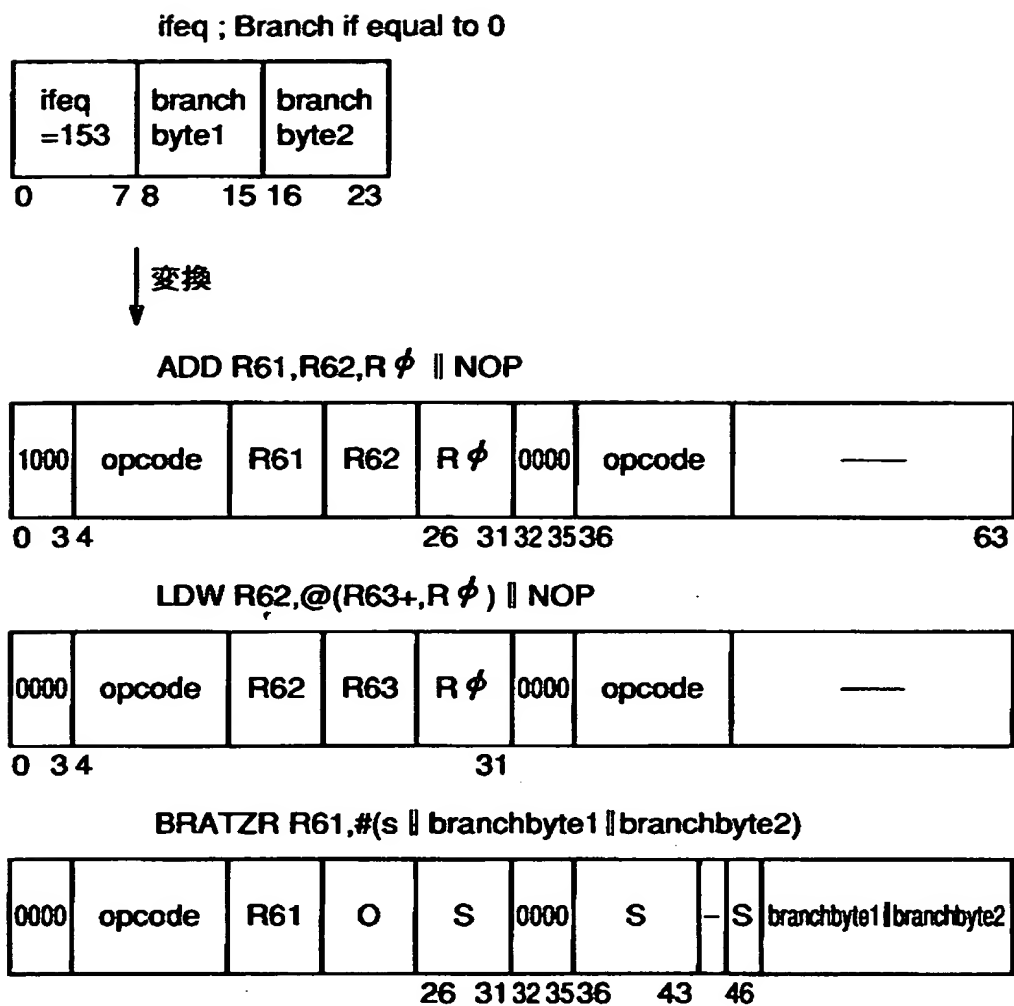 ifeq ; Branch if equal to 0
ifeq =153 branch byte1 branch byte2
0 7 8 15 16 23
変換
ADD R61,R62,Rφ ∥ NOP
1000 opcode R61 R62 Rφ 0000 opcode ——
0 3 4 26 31 32 35 36 63
LDW R62,@(R63+,Rφ) ∥ NOP
0000 opcode R62 R63 Rφ 0000 opcode ——
0 3 4 31
BRATZR R61,#(s ∥ branchbyte1 ∥ branchbyte2)
0000 opcode R61 O S 0000 S – S branchbyte1 ∥ branchbyte2
26 31 32 35 36 43 46